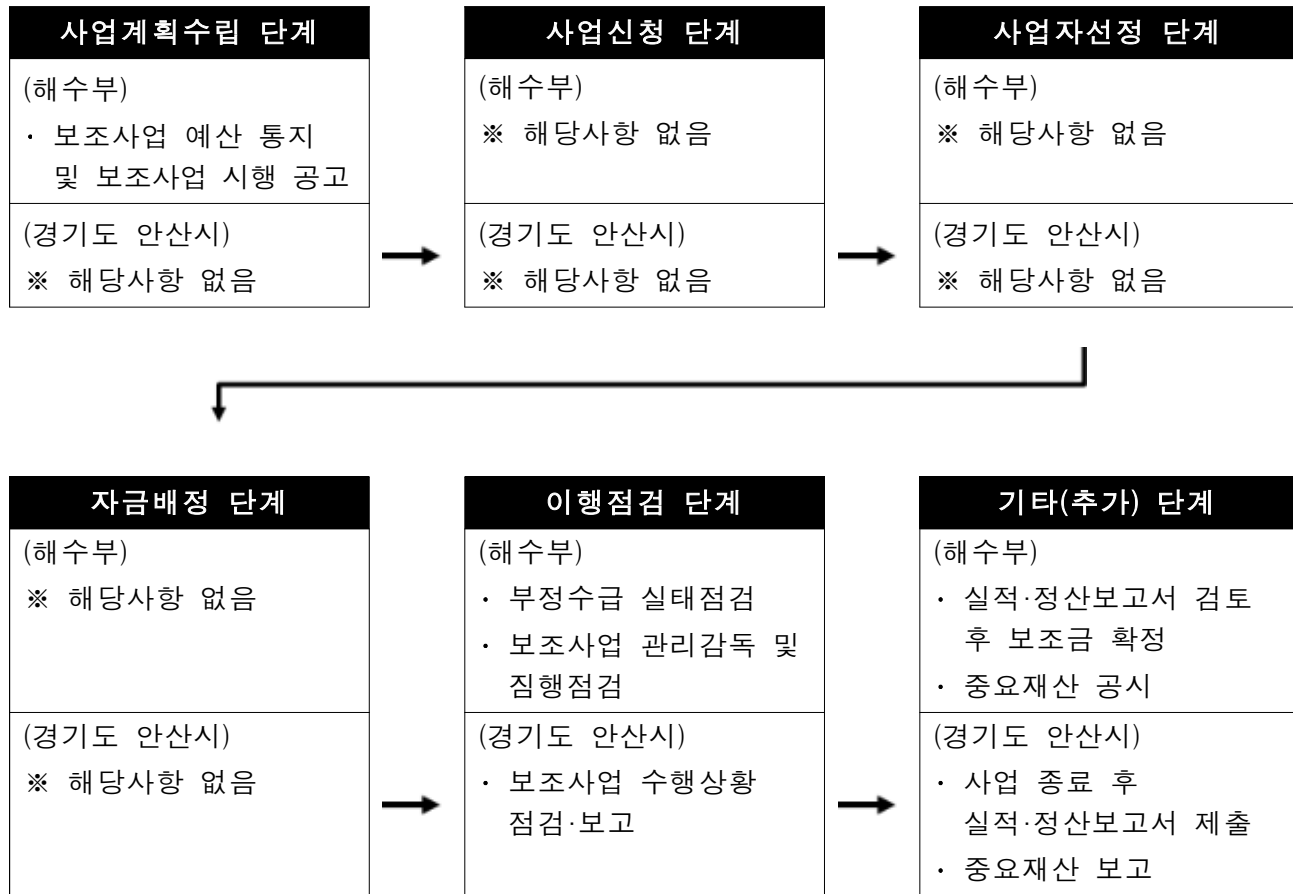 사업계획수립 단계
(해수부)
· 보조사업 예산 통지
및 보조사업 시행 공고
(경기도 안산시)
※ 해당사항 없음
사업신청 단계
(해수부)
※ 해당사항 없음
(경기도 안산시)
※ 해당사항 없음
사업자선정 단계
(해수부)
※ 해당사항 없음
(경기도 안산시)
※ 해당사항 없음
자금배정 단계
(해수부)
※ 해당사항 없음
(경기도 안산시)
※ 해당사항 없음
이행점검 단계
(해수부)
· 부정수급 실태점검
· 보조사업 관리감독 및
짐행점검
(경기도 안산시)
· 보조사업 수행상황
점검·보고
기타(추가) 단계
(해수부)
· 실적·정산보고서 검토
후 보조금 확정
· 중요재산 공시
(경기도 안산시)
· 사업 종료 후
실적·정산보고서 제출
· 중요재산 보고